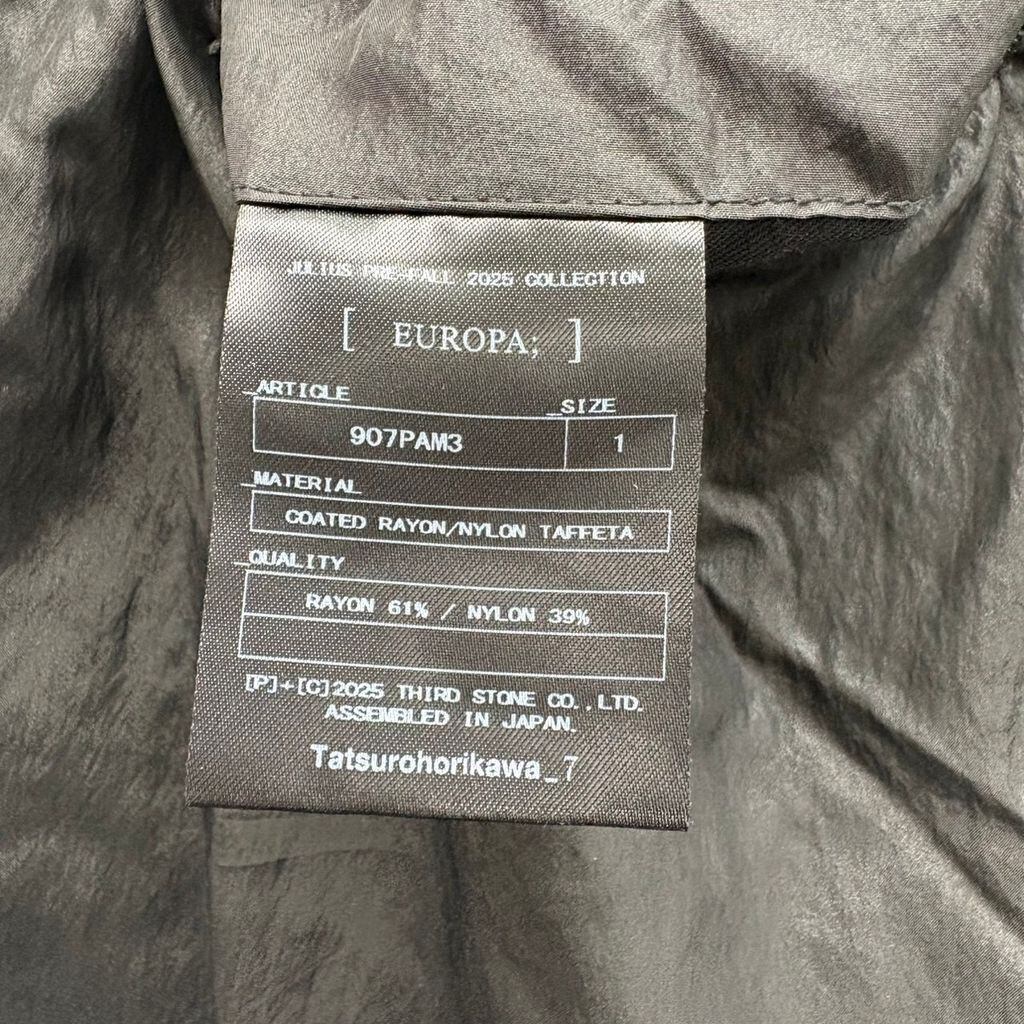 JULIUS PRE-FALL 2025 COLLECTION
[ EUROPA; ]
_ARTICLE _SIZE
907PAM3 1
_MATERIAL
COATED RAYON/NYLON TAFFETA
_QUALITY
RAYON 61% / NYLON 39%
[P]+[C]2025 THIRD STONE CO.,LTD.
ASSEMBLED IN JAPAN.
Tatsurohorikawa_7